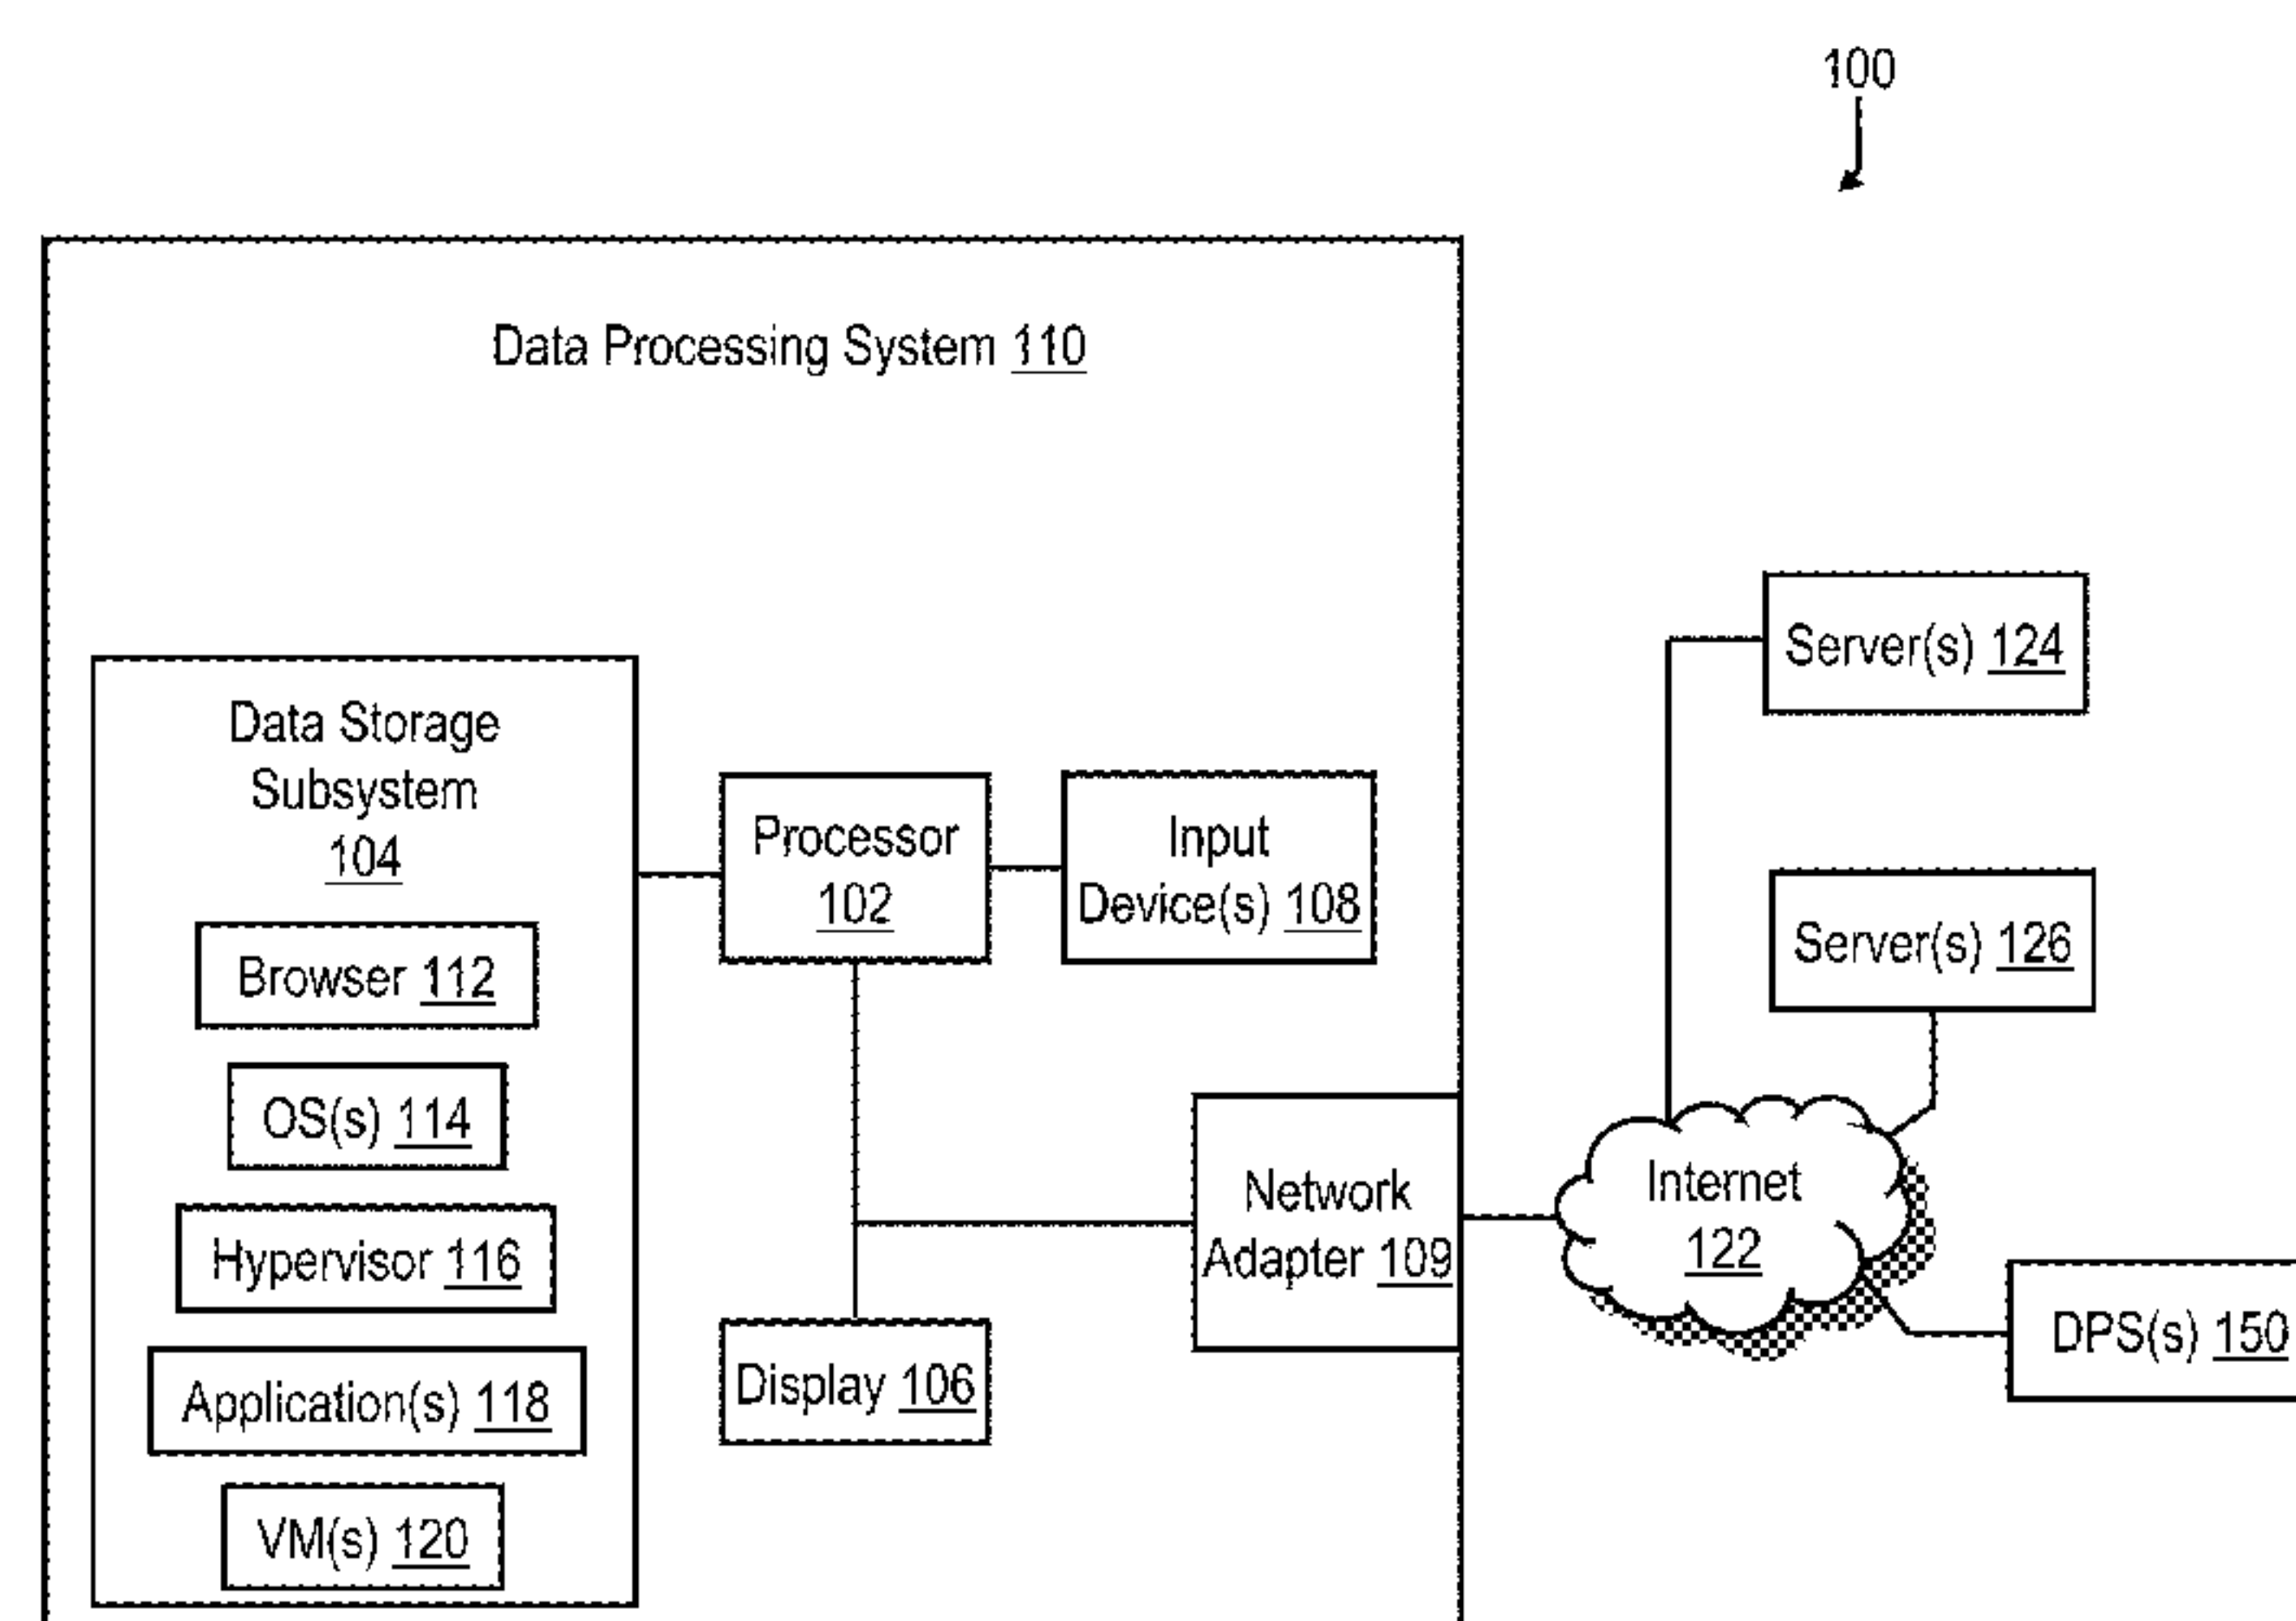 100
Data Processing System 110
Data Storage
Subsystem
104
Browser 112
OS(s) 114
Hypervisor 116
Application(s) 118
VM(s) 120
Processor
102
Input
Device(s) 108
Display 106
Network
Adapter 109
Internet
122
Server(s) 124
Server(s) 126
DPS(s) 150